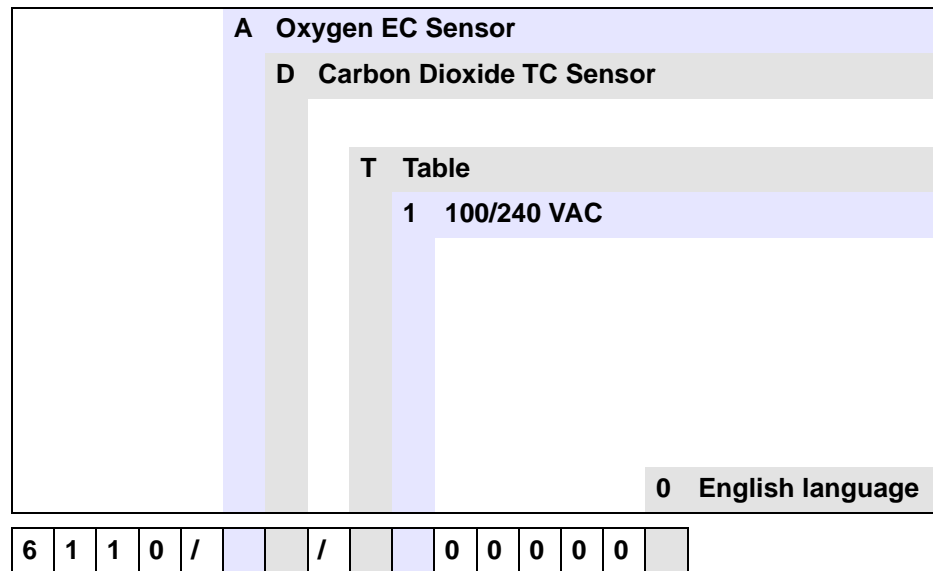 A Oxygen EC Sensor
D Carbon Dioxide TC Sensor
T Table
1 100/240 VAC
0 English language
6 1 1 0 / / 0 0 0 0 0